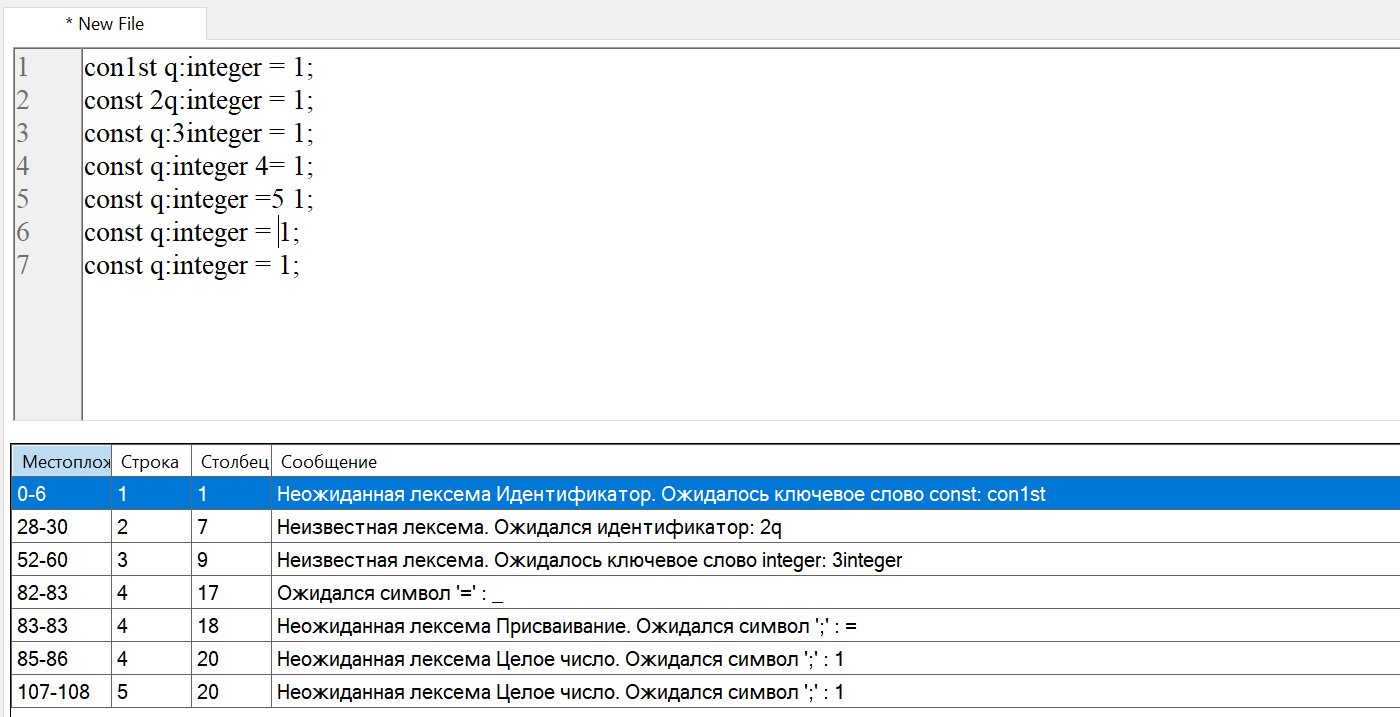 * New File
1 con1st q:integer = 1;
2 const 2q:integer = 1;
3 const q:3integer = 1;
4 const q:integer 4= 1;
5 const q:integer =5 1;
6 const q:integer = 1;
7 const q:integer = 1;
Местополож Строка Столбец Сообщение
0-6 1 1 Неожиданная лексема Идентификатор. Ожидалось ключевое слово const: con1st
28-30 2 7 Неизвестная лексема. Ожидался идентификатор: 2q
52-60 3 9 Неизвестная лексема. Ожидалось ключевое слово integer: 3integer
82-83 4 17 Ожидался символ '=' : _
83-83 4 18 Неожиданная лексема Присваивание. Ожидался символ ';' : =
85-86 4 20 Неожиданная лексема Целое число. Ожидался символ ';' : 1
107-108 5 20 Неожиданная лексема Целое число. Ожидался символ ';' : 1